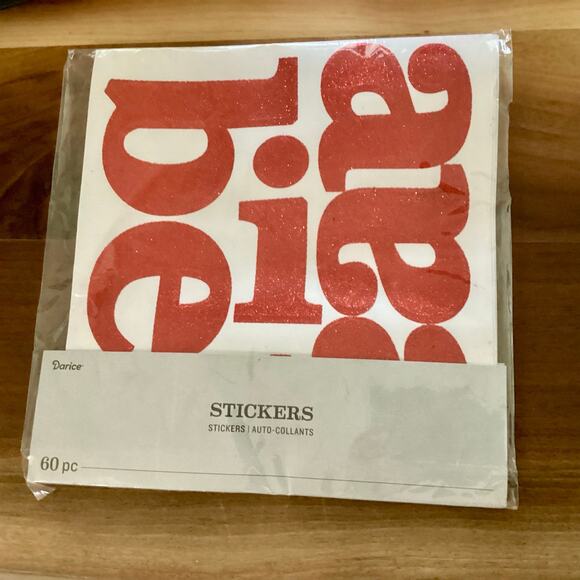 a a
i
b e
Darice
STICKERS
STICKERS | AUTO-COLLANTS
60 pc